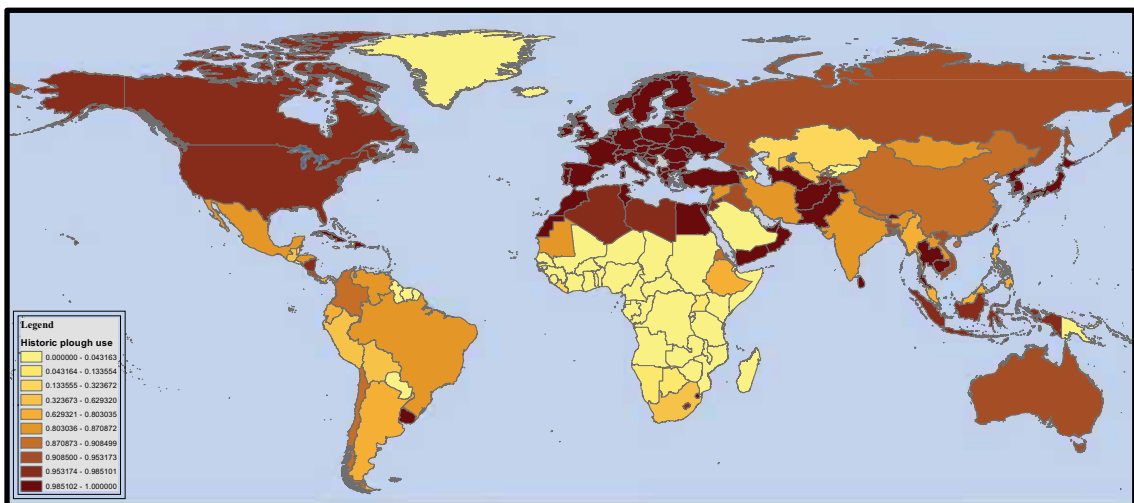 Legend
Historic plough use
0.000000 - 0.043163
0.043164 - 0.133554
0.133555 - 0.323672
0.323673 - 0.629320
0.629321 - 0.803035
0.803036 - 0.870872
0.870873 - 0.908499
0.908500 - 0.953173
0.953174 - 0.985101
0.985102 - 1.000000